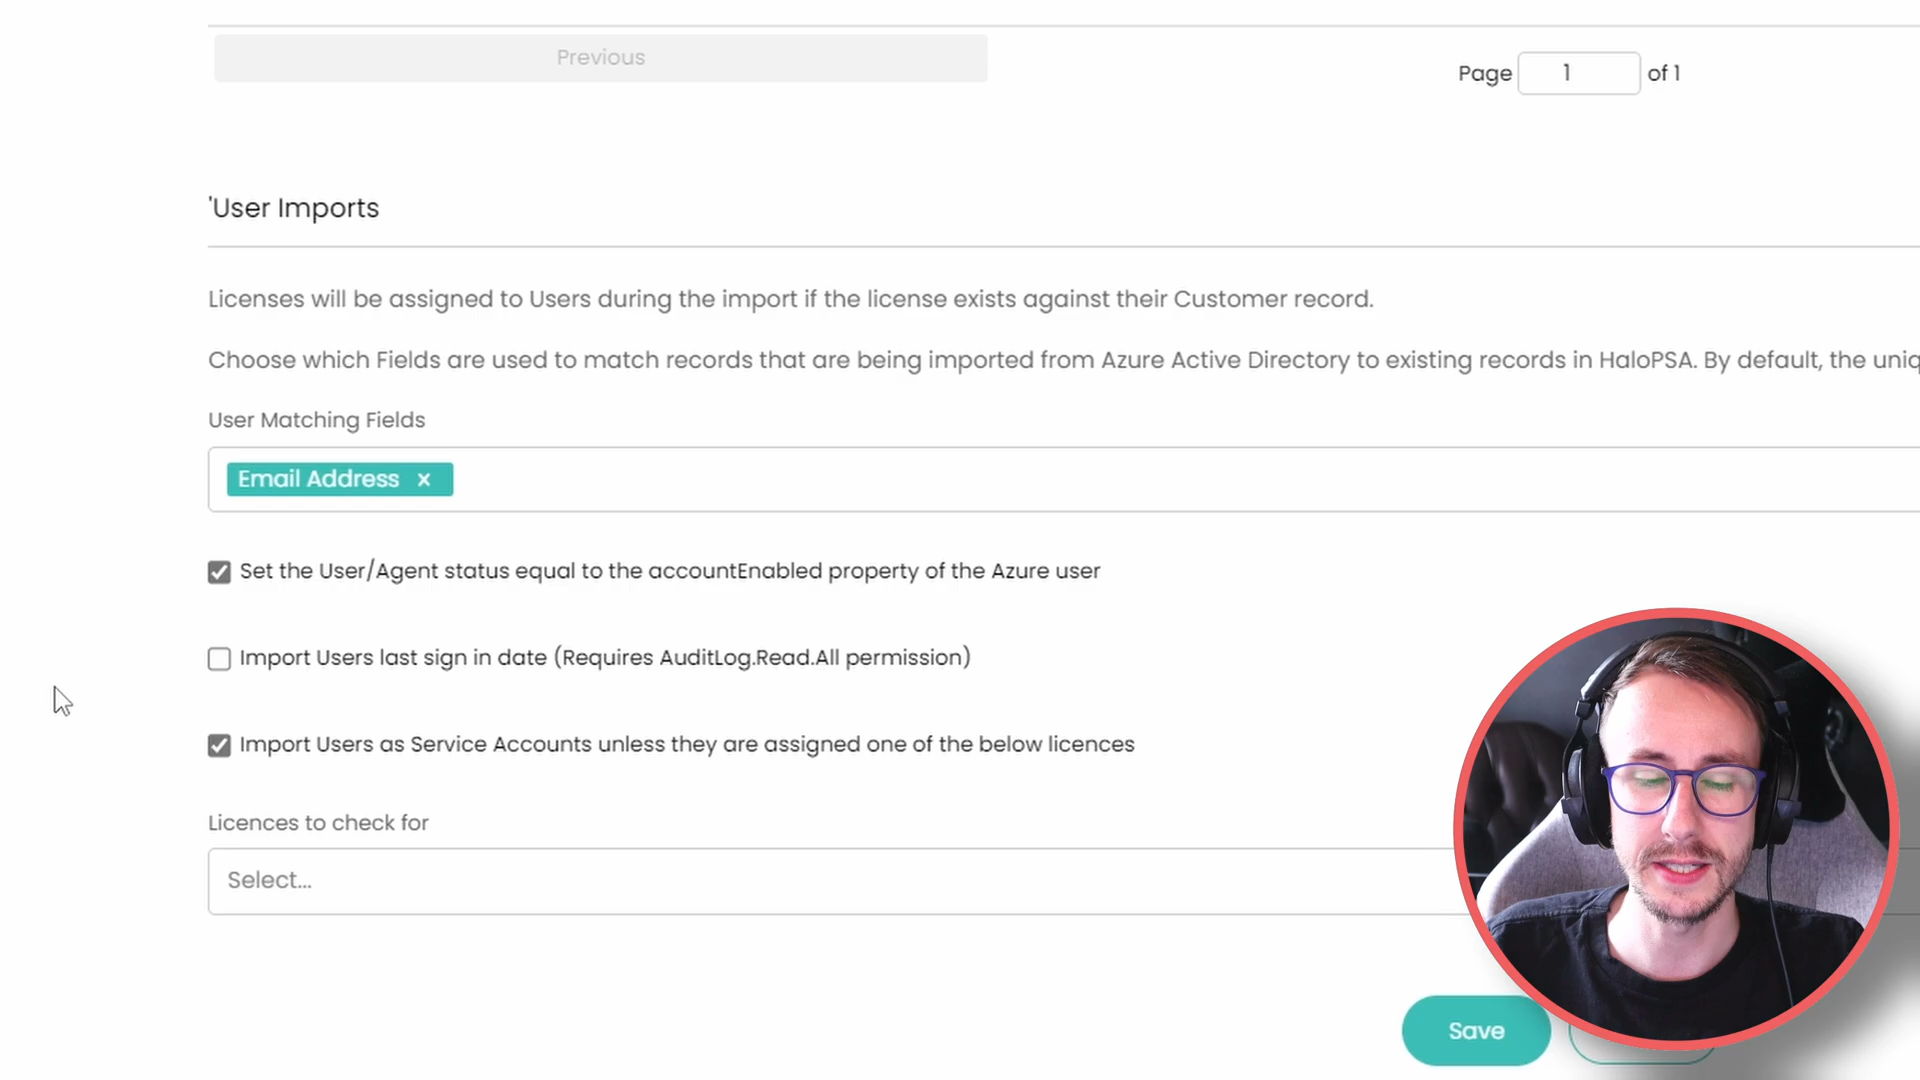 Previous
Page 1 of 1
'User Imports
Licenses will be assigned to Users during the import if the license exists against their Customer record.
Choose which Fields are used to match records that are being imported from Azure Active Directory to existing records in HaloPSA. By default, the
User Matching Fields
Email Address ×
Set the User/Agent status equal to the accountEnabled property of the Azure user
Import Users last sign in date (Requires AuditLog.Read.All permission)
Import Users as Service Accounts unless they are assigned one of the below licences
Licences to check for
Select...
Save